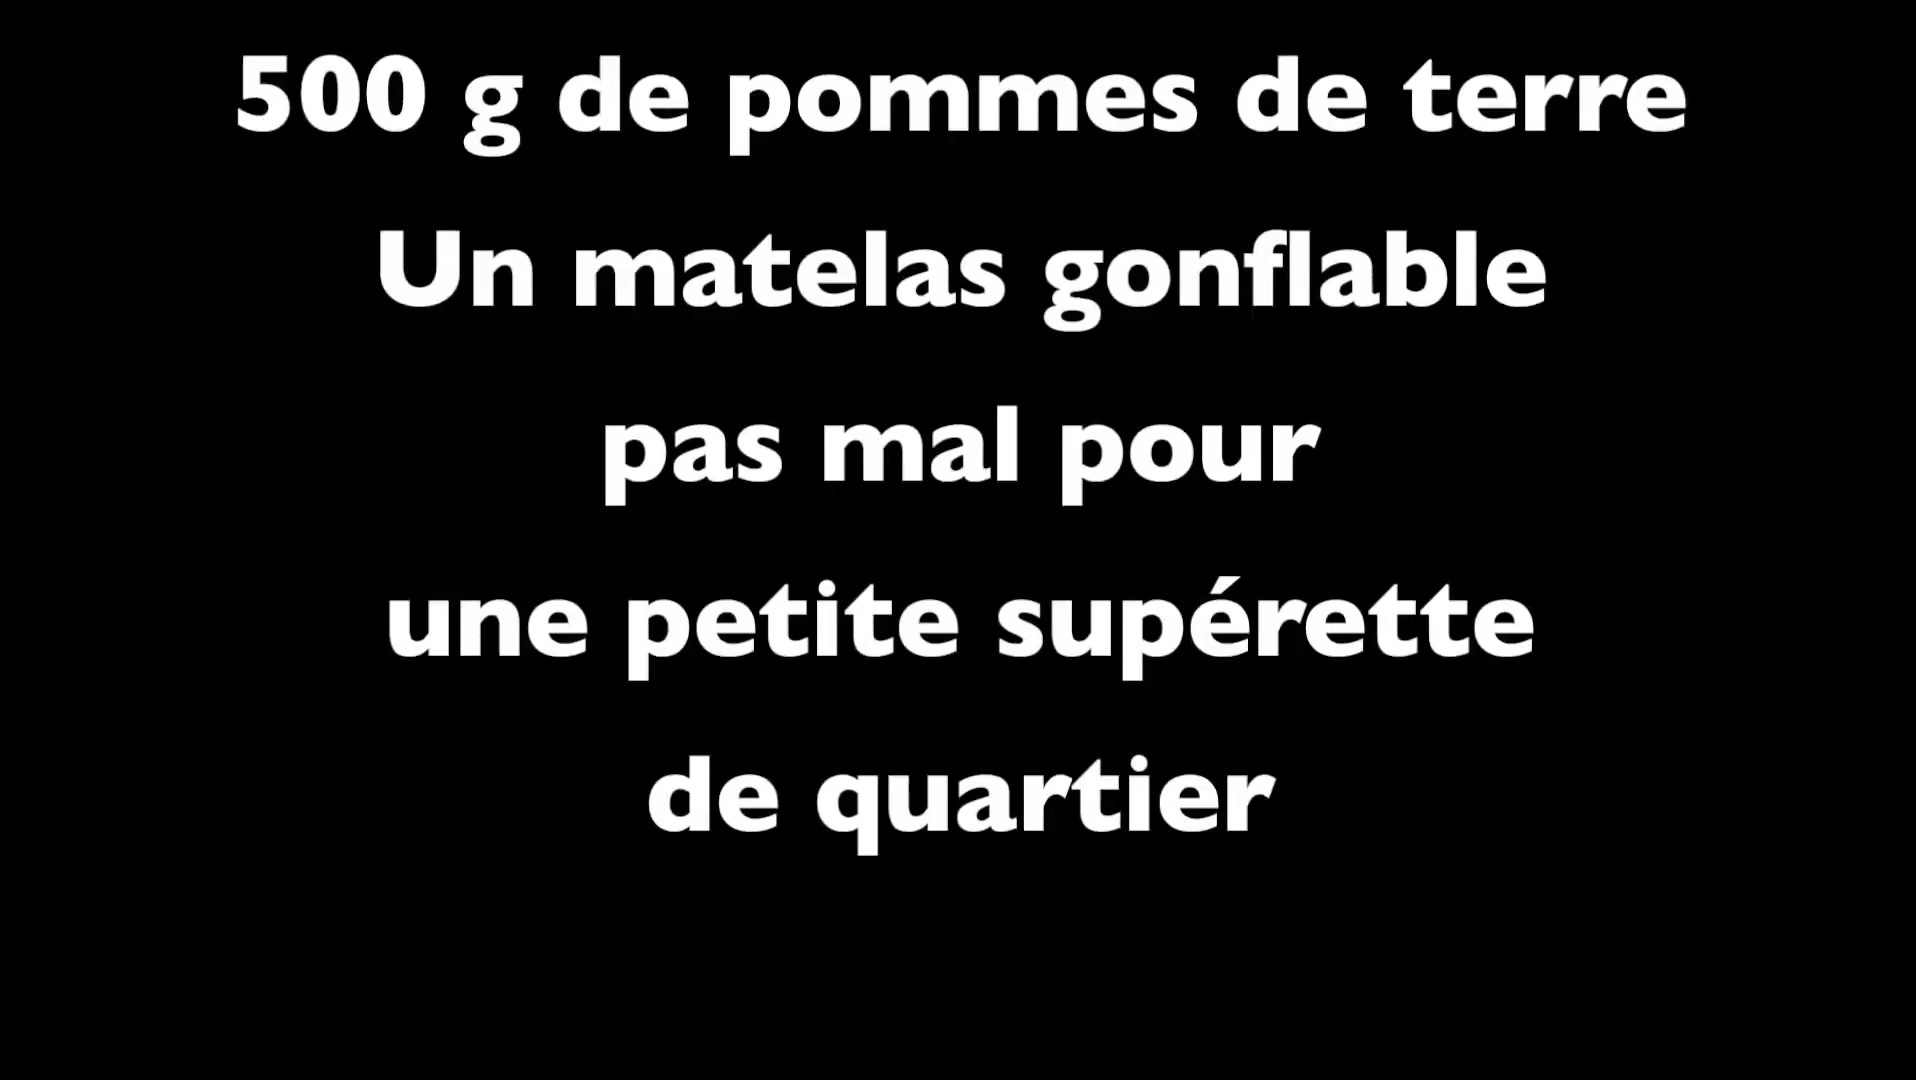 500 g de pommes de terre
Un matelas gonflable
pas mal pour
une petite supérette
de quartier